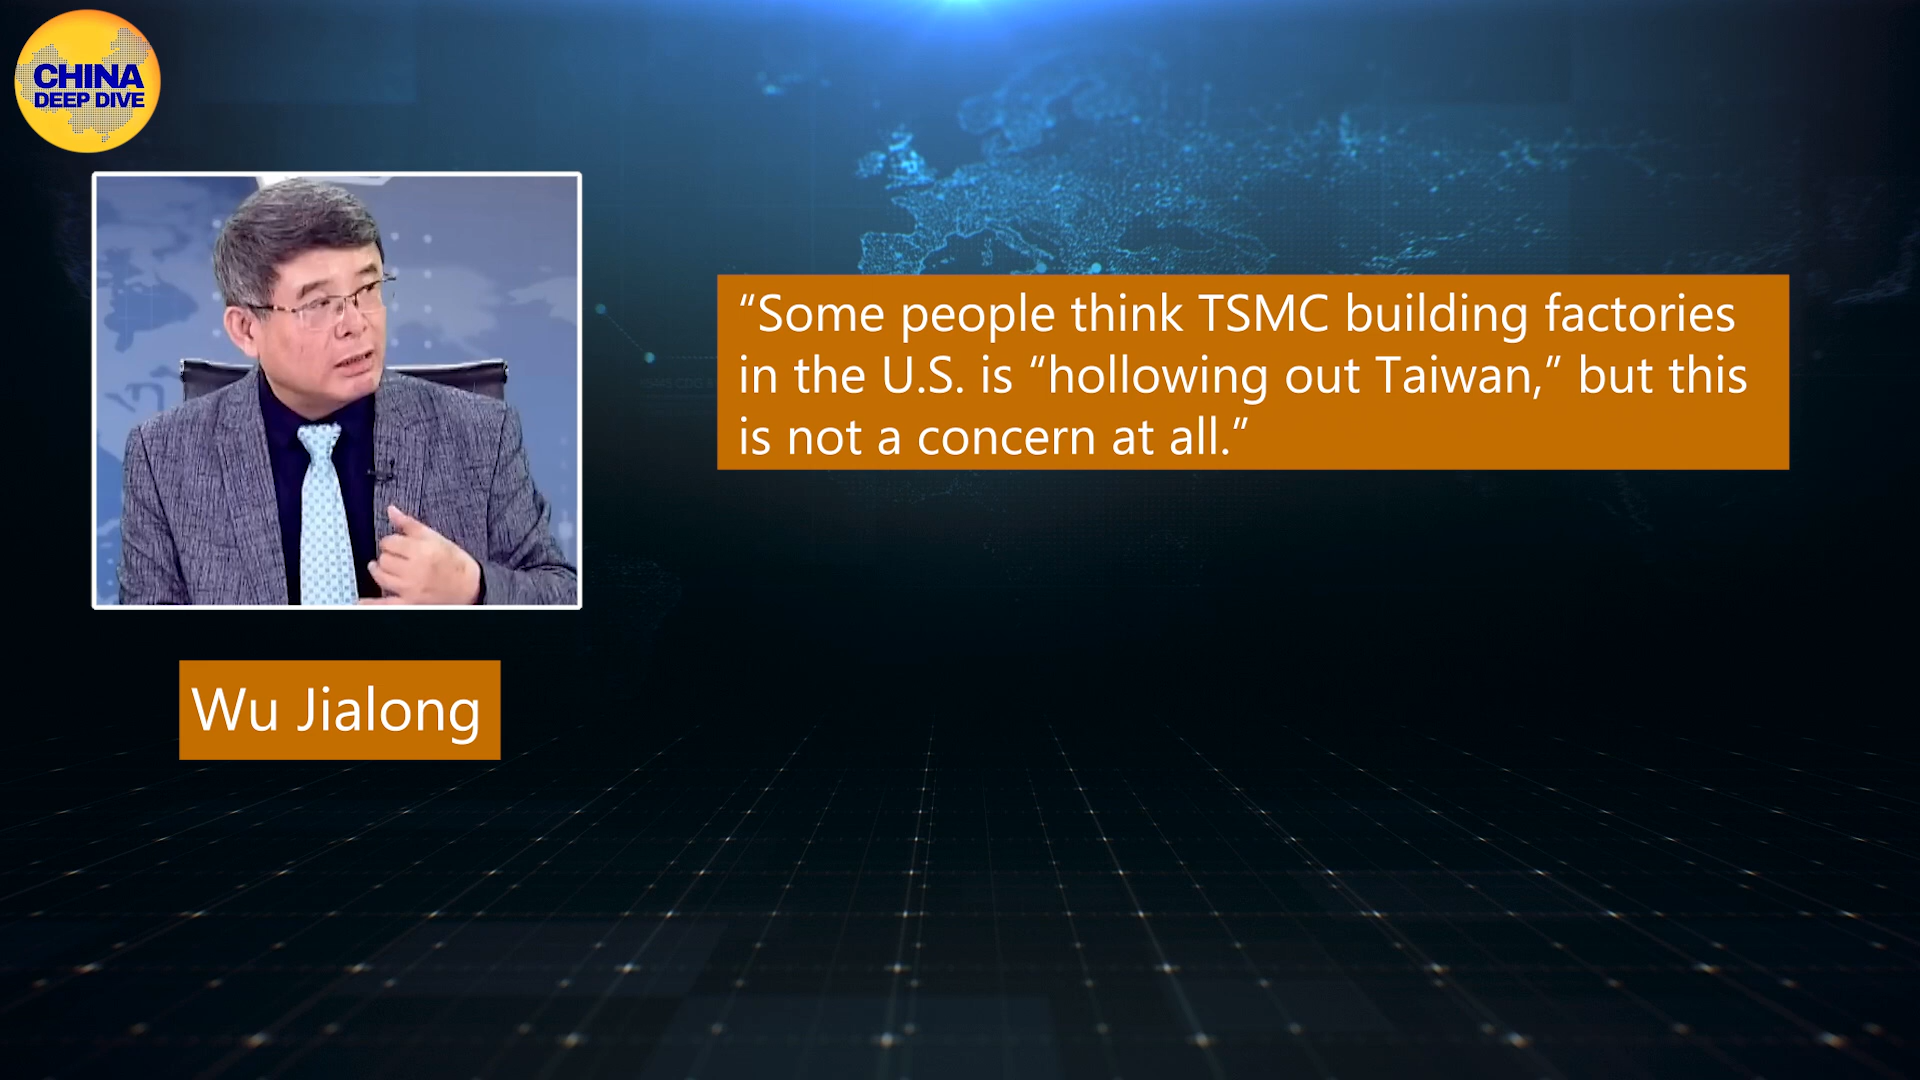 CHINA
DEEP DIVE
“Some people think TSMC building factories
in the U.S. is “hollowing out Taiwan,” but this
is not a concern at all.”
Wu Jialong